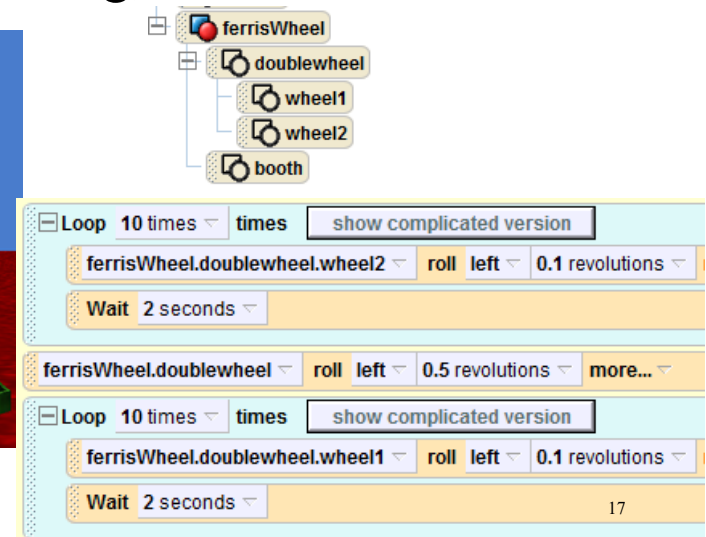 ferrisWheel
doublewheel
wheel1
wheel2
booth
Loop 10 times times show complicated version
ferrisWheel.doublewheel.wheel2 roll left 0.1 revolutions
Wait 2 seconds
ferrisWheel.doublewheel roll left 0.5 revolutions more...
Loop 10 times times show complicated version
ferrisWheel.doublewheel.wheel1 roll left 0.1 revolutions
Wait 2 seconds
17